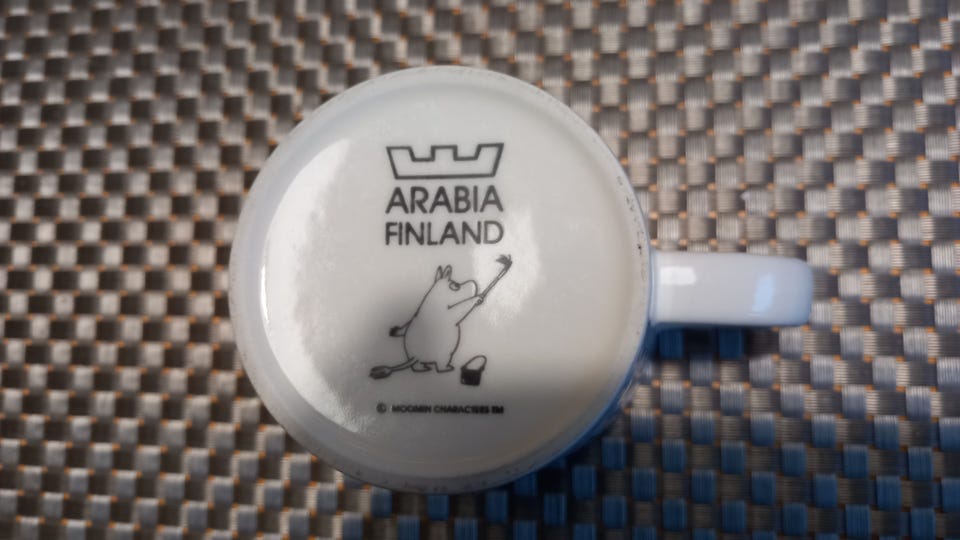 ARABIA
FINLAND
© MOOMIN CHARACTERS TM